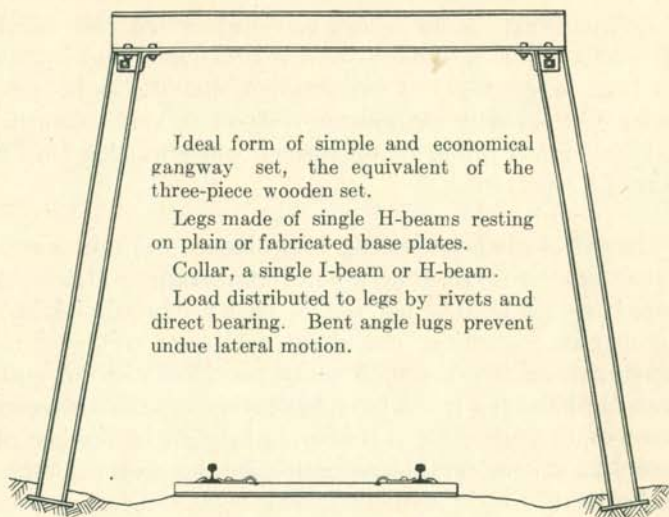 Ideal form of simple and economical
gangway set, the equivalent of the
three-piece wooden set.
Legs made of single H-beams resting
on plain or fabricated base plates.
Collar, a single I-beam or H-beam.
Load distributed to legs by rivets and
direct bearing. Bent angle lugs prevent
undue lateral motion.